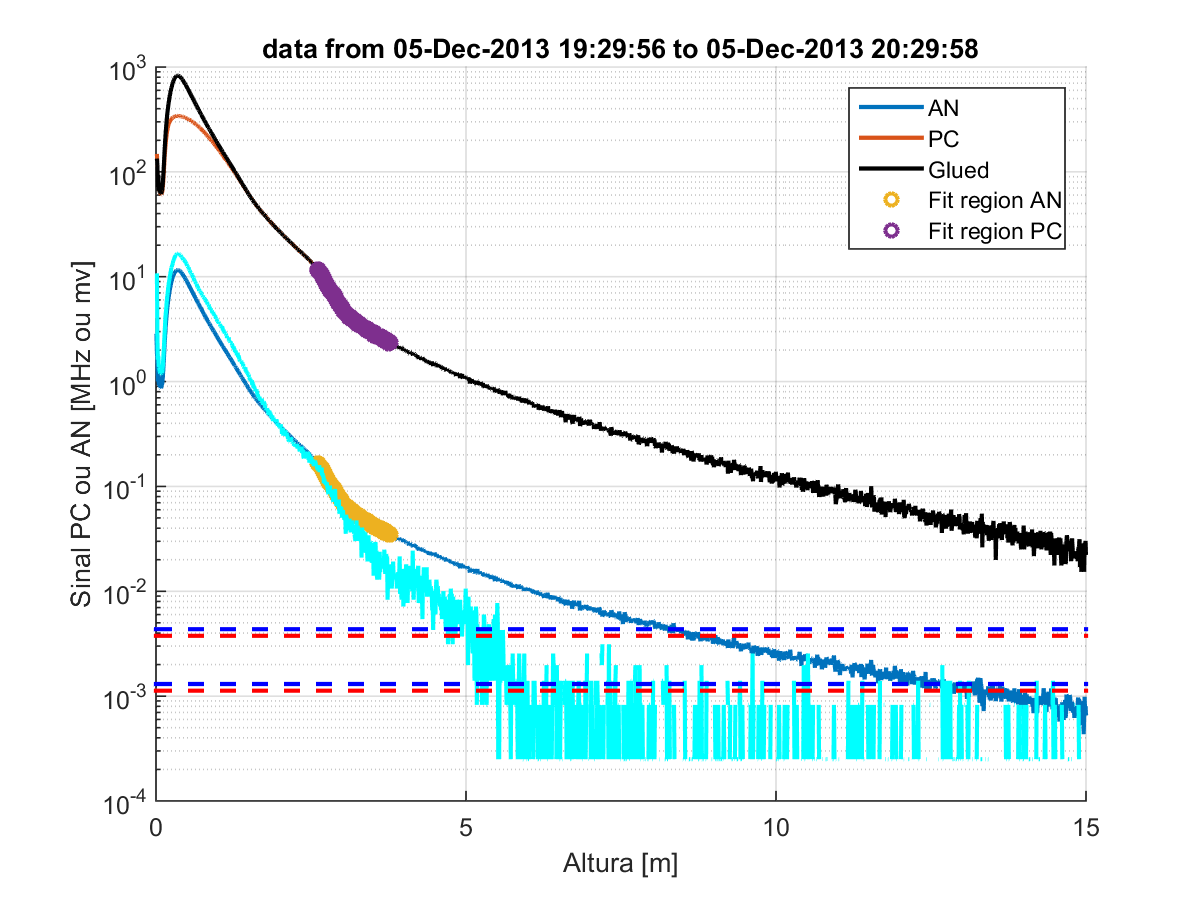 data from 05-Dec-2013 19:29:56 to 05-Dec-2013 20:29:58
AN
PC
Glued
Fit region AN
Fit region PC
Sinal PC ou AN [MHz ou mv]
10^3
10^2
10^1
10^0
10^-1
10^-2
10^-3
10^-4
0 5 10 15
Altura [m]